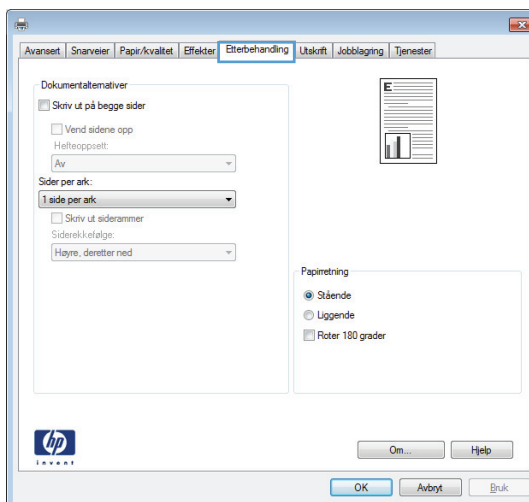 Avansert Snarveier Papir/kvalitet Effekter Etterbehandling Utskrift Jobblagring Tjenester
Dokumentalternativer
Skriv ut på begge sider
Vend sidene opp
Hefteoppsett:
Av
Sider per ark:
1 side per ark
Skriv ut siderammer
Siderekkefølge:
Høyre, deretter ned
E
Papirretning
Stående
Liggende
Roter 180 grader
hp
invent
Om... Hjelp
OK Avbryt Bruk